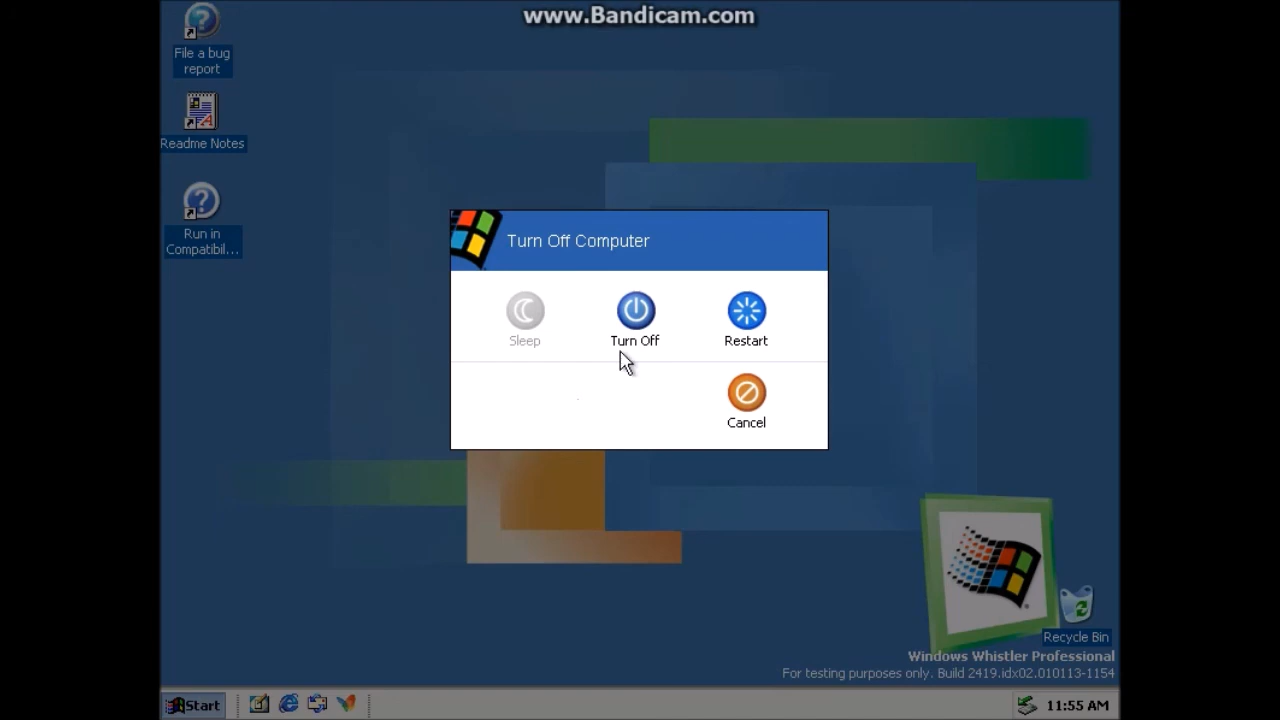 www.Bandicam.com
File a bug
report
Readme Notes
Run in
Compatibil...
Turn Off Computer
Sleep
Turn Off
Restart
Cancel
Recycle Bin
Windows Whistler Professional
For testing purposes only. Build 2419.idx02.010113-1154
Start
11:55 AM